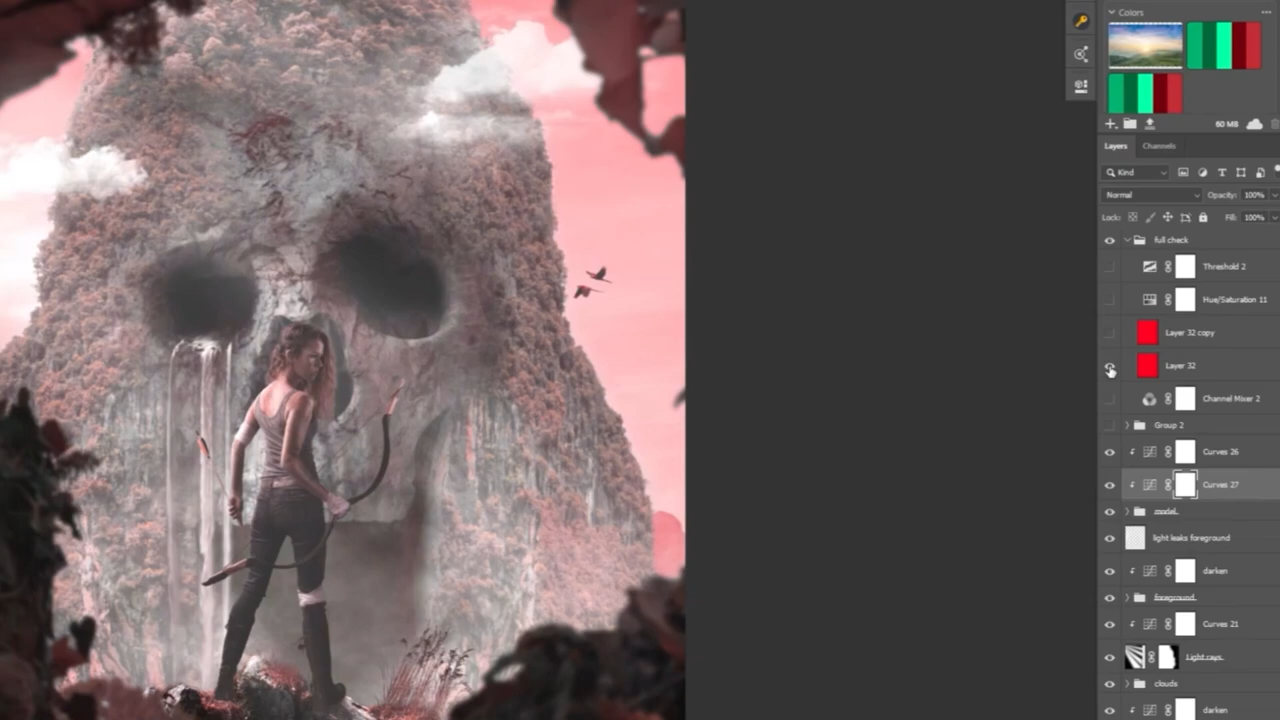 Colors
60 MB
Layers Channels
Kind
Normal Opacity: 100%
Lock: Fill: 100%
full check
Threshold 2
Hue/Saturation 11
Layer 32 copy
Layer 32
Channel Mixer 2
Group 2
Curves 26
Curves 27
model
light leaks foreground
darken
foreground
Curves 21
Light rays
clouds
darken